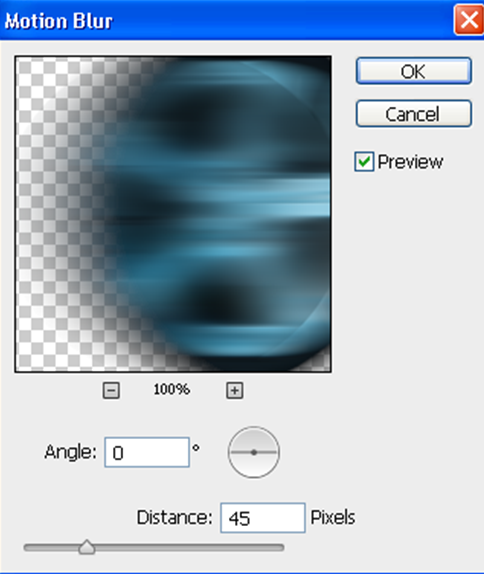 Motion Blur
OK
Cancel
Preview
100%
Angle: 0 °
Distance: 45 Pixels